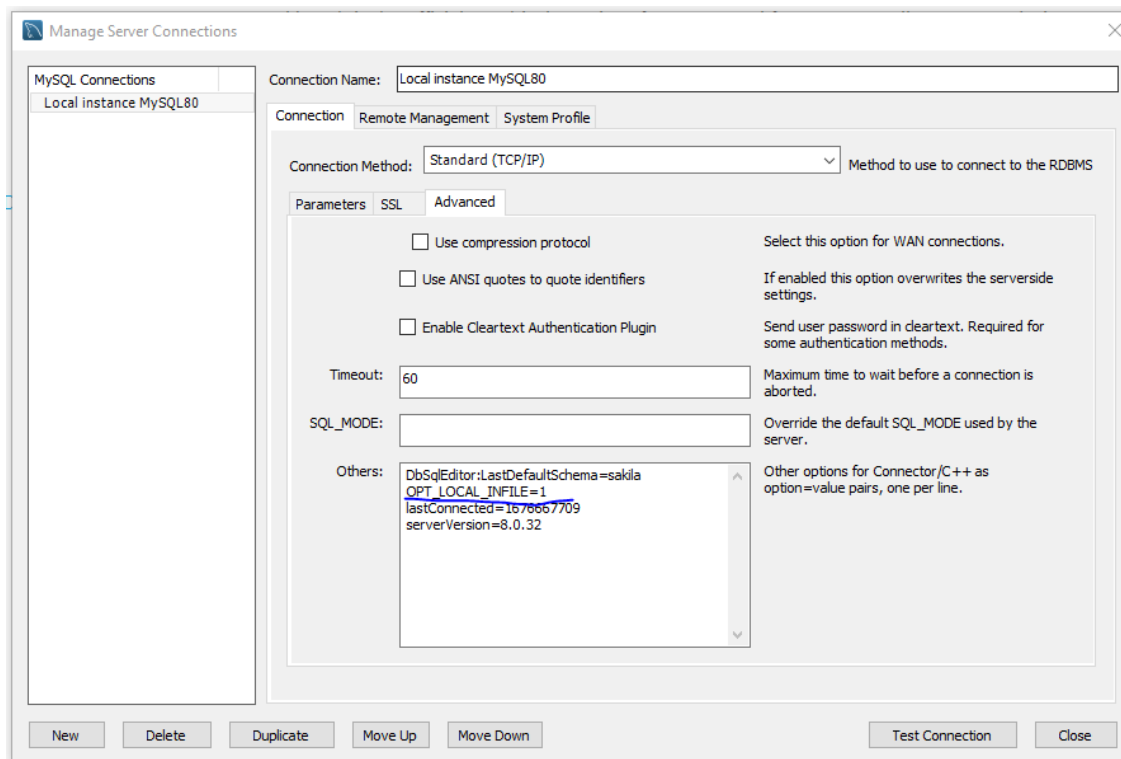 Manage Server Connections
MySQL Connections
Local instance MySQL80
Connection Name: Local instance MySQL80
Connection Remote Management System Profile
Connection Method: Standard (TCP/IP) Method to use to connect to the RDBMS
Parameters SSL Advanced
Use compression protocol Select this option for WAN connections.
Use ANSI quotes to quote identifiers If enabled this option overwrites the serverside
settings.
Enable Cleartext Authentication Plugin Send user password in cleartext. Required for
some authentication methods.
Timeout: 60 Maximum time to wait before a connection is
aborted.
SQL_MODE: Override the default SQL_MODE used by the
server.
Others: DbSqlEditor:LastDefaultSchema=sakila Other options for Connector/C++ as
OPT_LOCAL_INFILE=1 option=value pairs, one per line.
lastConnected=1676667709
serverVersion=8.0.32
New Delete Duplicate Move Up Move Down Test Connection Close